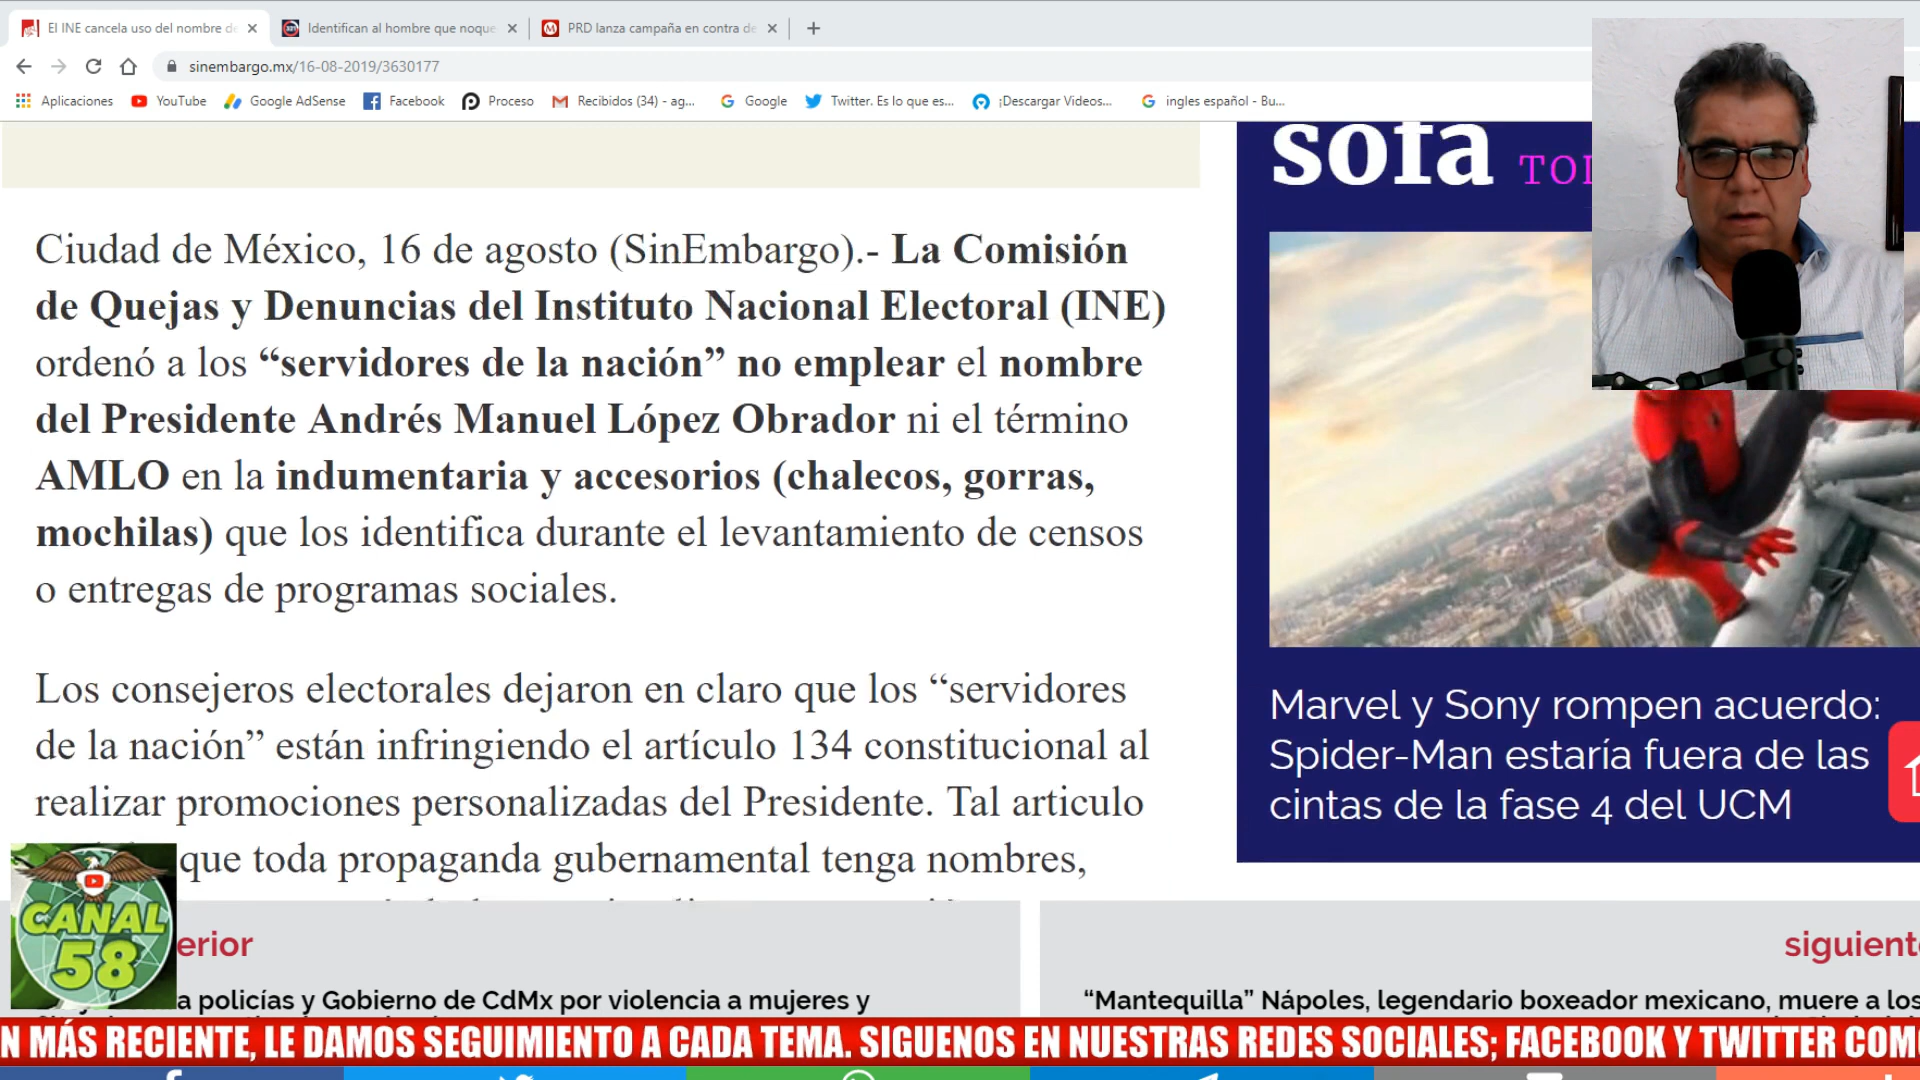 El INE cancela uso del nombre de
Identifican al hombre que noque
PRD lanza campaña en contra de
sinembargo.mx/16-08-2019/3630177
Aplicaciones
YouTube
Google AdSense
Facebook
Proceso
Recibidos (34) - ag...
Google
Twitter. Es lo que es...
¡Descargar Videos...
ingles español - Bu...
sofa
Ciudad de México, 16 de agosto (SinEmbargo).- La Comisión
de Quejas y Denuncias del Instituto Nacional Electoral (INE)
ordenó a los “servidores de la nación” no emplear el nombre
del Presidente Andrés Manuel López Obrador ni el término
AMLO en la indumentaria y accesorios (chalecos, gorras,
mochilas) que los identifica durante el levantamiento de censos
o entregas de programas sociales.
Los consejeros electorales dejaron en claro que los “servidores
de la nación” están infringiendo el artículo 134 constitucional al
realizar promociones personalizadas del Presidente. Tal articulo
que toda propaganda gubernamental tenga nombres,
Marvel y Sony rompen acuerdo:
Spider-Man estaría fuera de las
cintas de la fase 4 del UCM
CANAL
58
erior
siguiente
a policías y Gobierno de CdMx por violencia a mujeres y
“Mantequilla” Nápoles, legendario boxeador mexicano, muere a los
N MÁS RECIENTE, LE DAMOS SEGUIMIENTO A CADA TEMA. SIGUENOS EN NUESTRAS REDES SOCIALES; FACEBOOK Y TWITTER COM